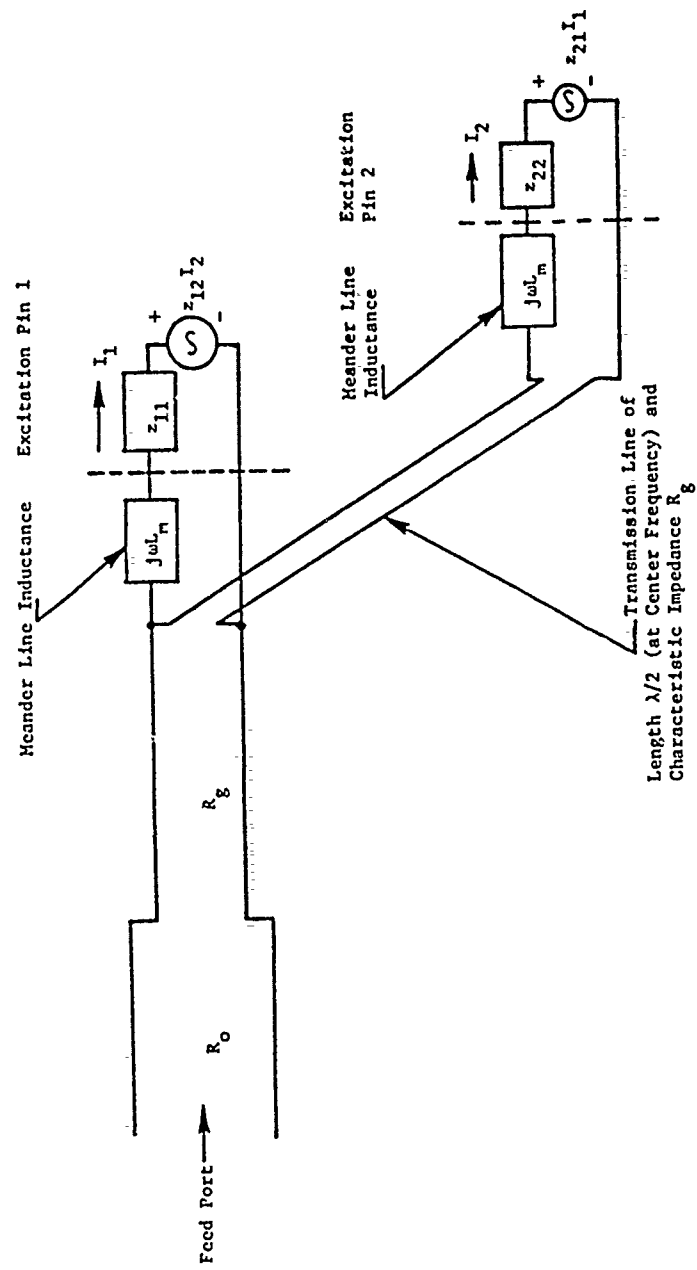 Meander Line Inductance
Excitation Pin 1
I1
jωLm
z11
+
z12I2
-
Feed Port
Ro
Rg
Meander Line
Inductance
Excitation
Pin 2
I2
jωLm
z22
+
z21I1
-
Transmission Line of
Length λ/2 (at Center Frequency) and
Characteristic Impedance Rg